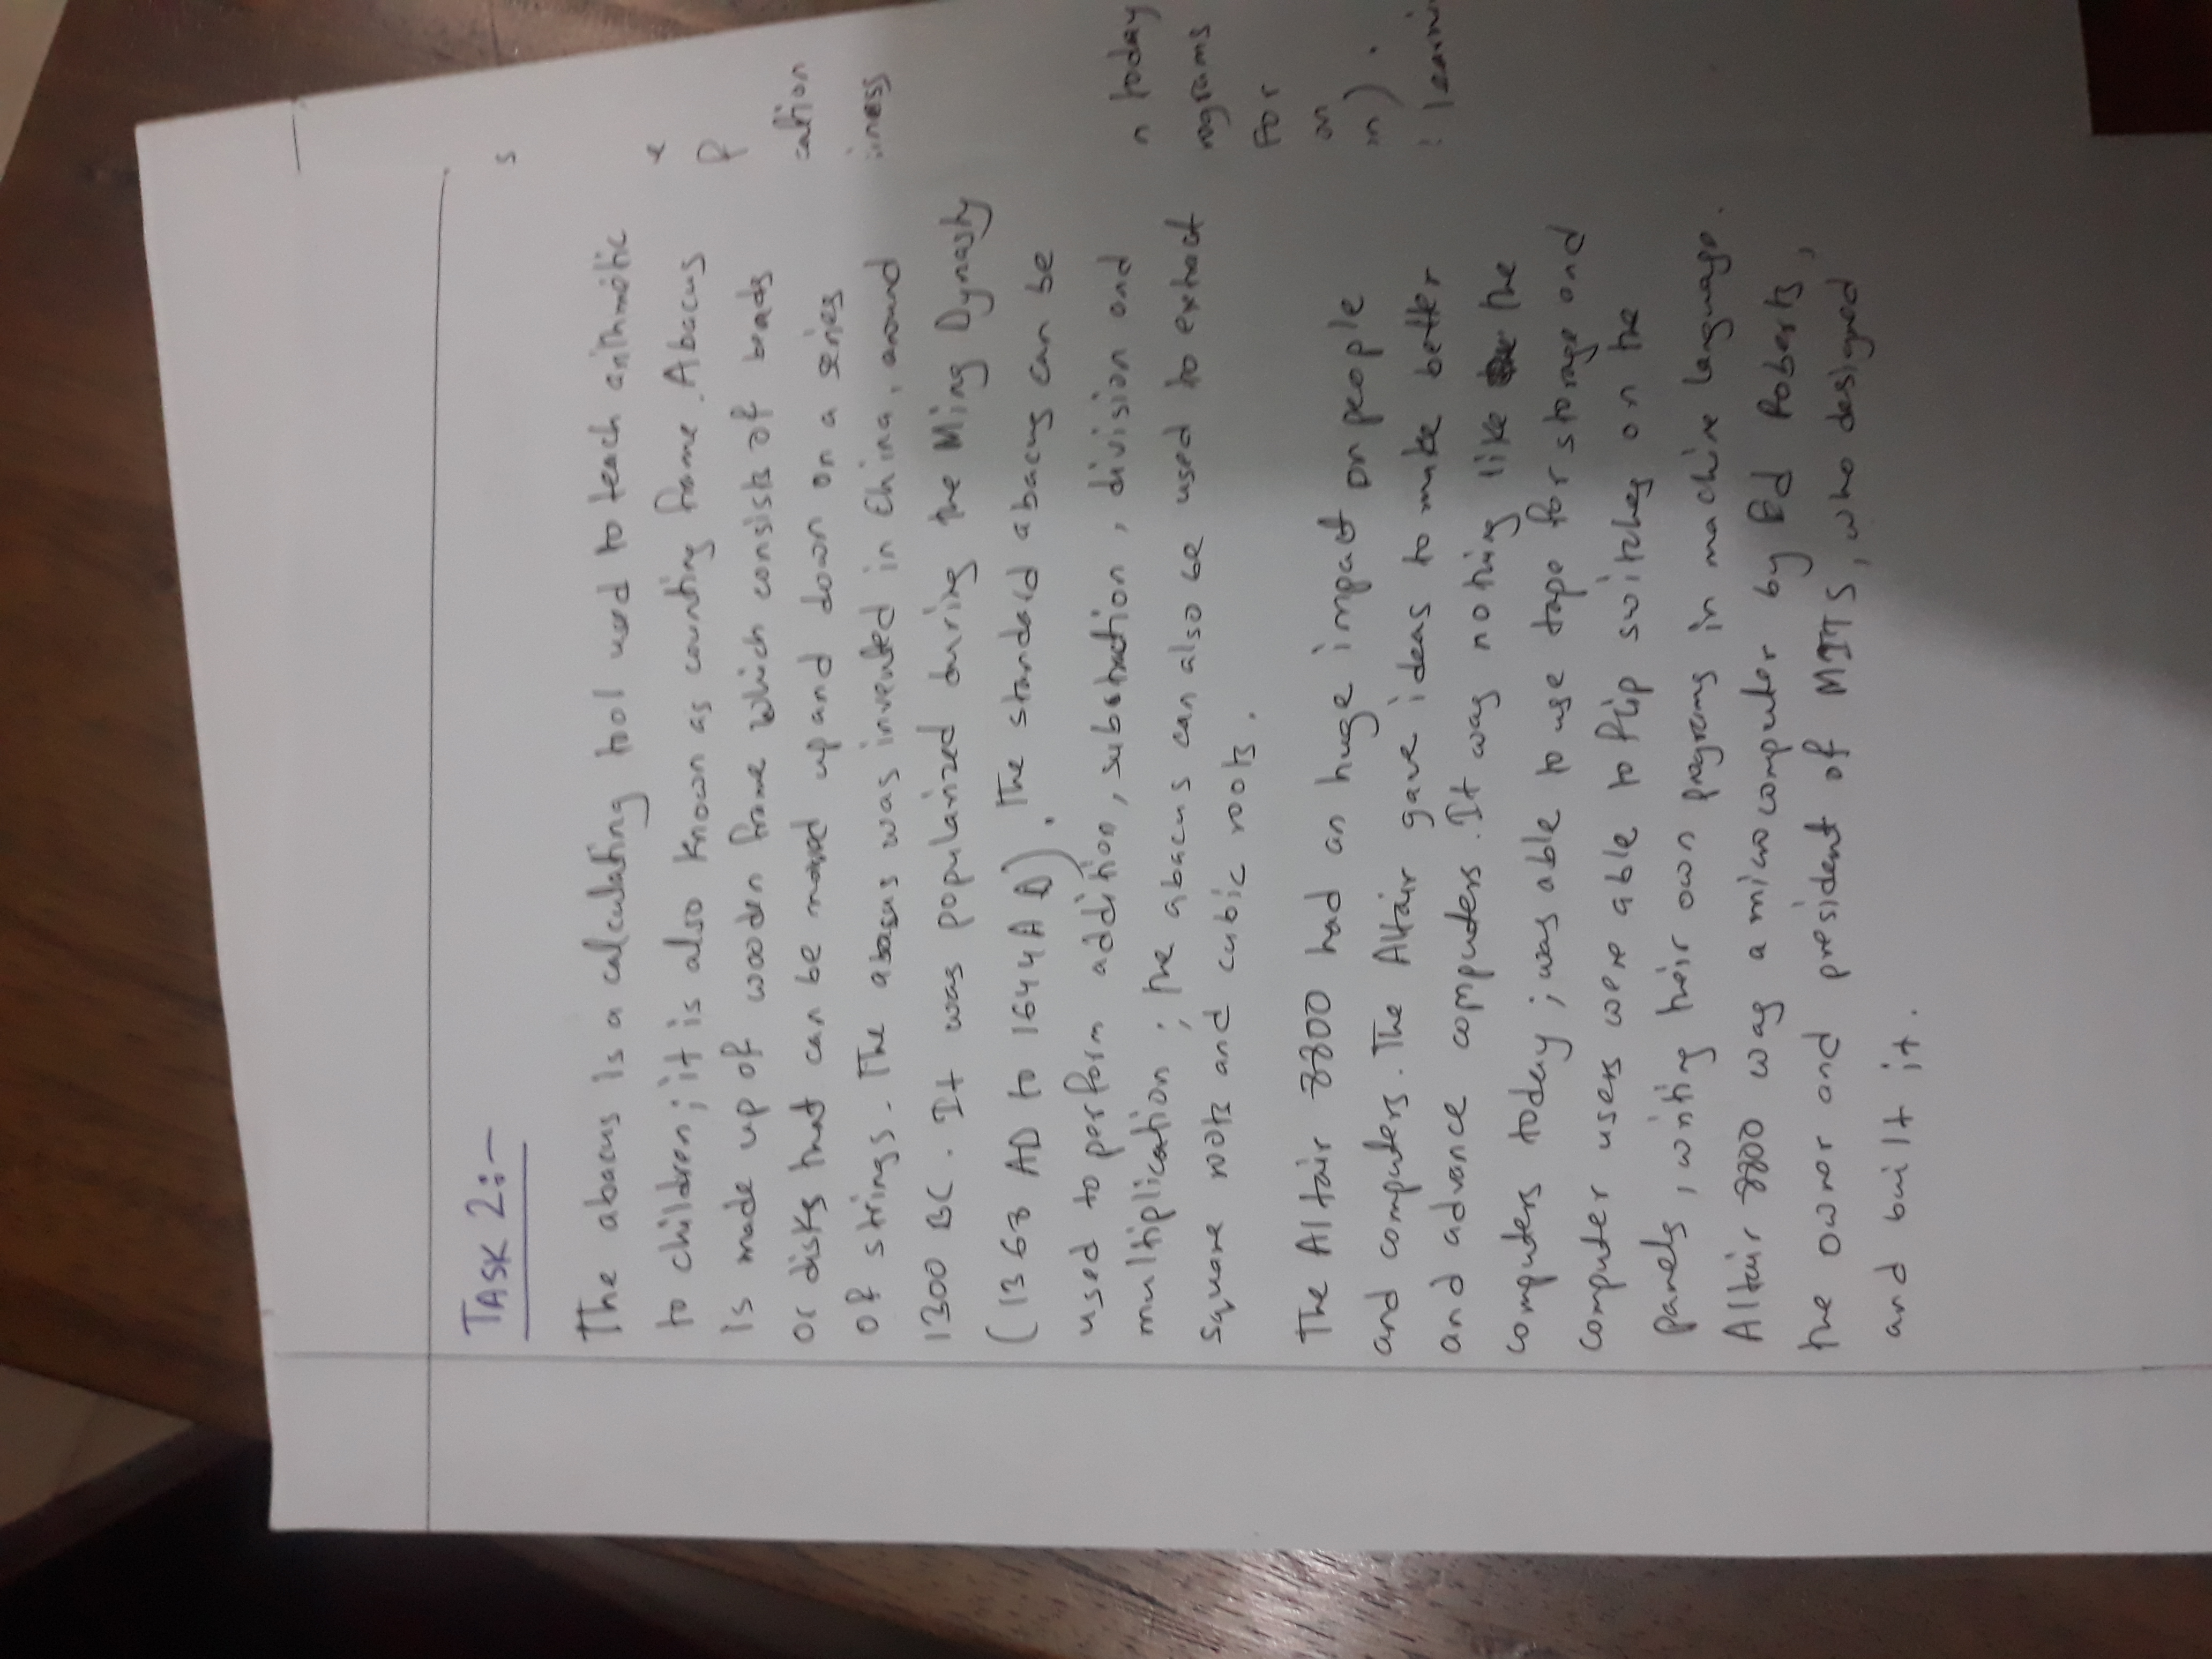 TASK 2:-
The abacus is a calculating tool used to teach arithmetic
to children; it is also known as counting frame. Abacus
is made up of wooden frame which consists of beads
or disks that can be moved up and down on a series
of strings. The abacus was invented in China, around
1300 BC. It was popularized during the Ming Dynasty
(1368 AD to 1644 AD). The standard abacus can be
used to perform addition, substraction, division and
multiplication; the abacus can also be used to extract
square roots and cubic roots.
The Altair 8800 had an huge impact on people
and computers. The Altair gave ideas to make better
and advance computers. It was nothing like the
computers today; was able to use tape for storage and
computer users were able to flip switches on the
panels, writing their own programs in machine language.
Altair 8800 was a microcomputer by Ed Roberts,
the owner and president of MITS, who designed
and built it.
s
e
f
cation
iness
n today
rograms
For
on
in).
: learni